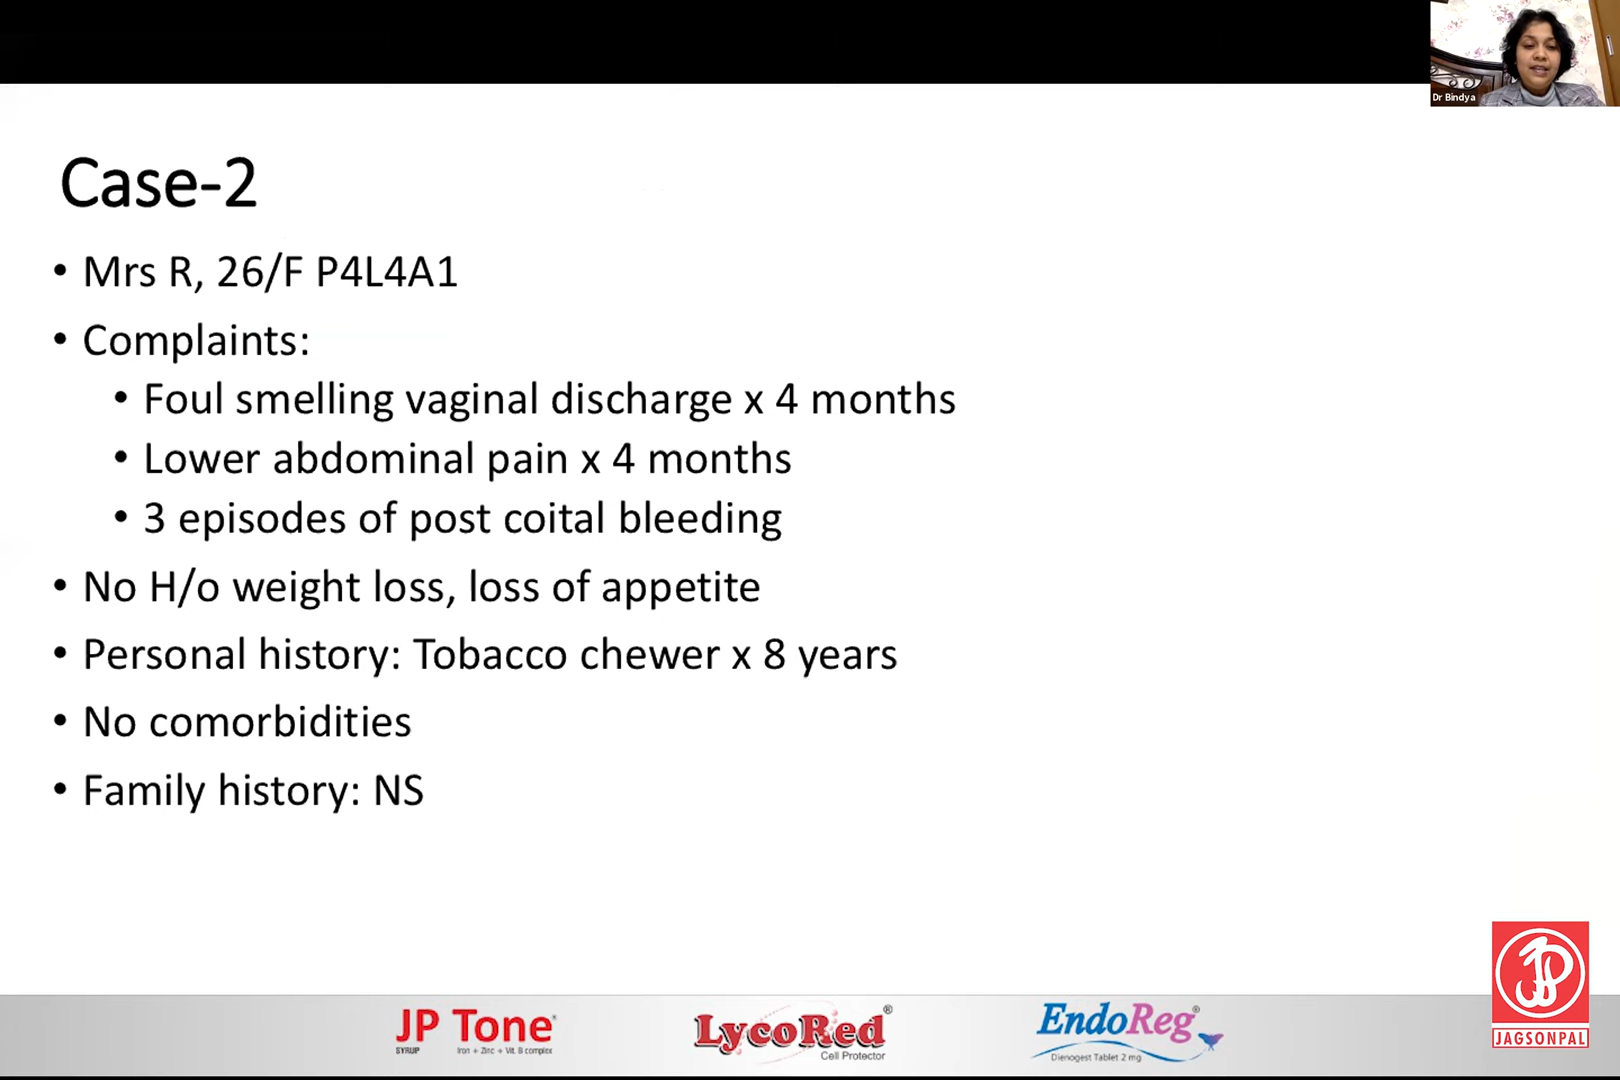 Dr Bindya
Case-2
• Mrs R, 26/F P4L4A1
• Complaints:
• Foul smelling vaginal discharge x 4 months
• Lower abdominal pain x 4 months
• 3 episodes of post coital bleeding
• No H/o weight loss, loss of appetite
• Personal history: Tobacco chewer x 8 years
• No comorbidities
• Family history: NS
JP Tone
SYRUP Iron + Zinc + Vit. B complex
LycoRed®
Cell Protector
EndoReg®
Dienogest Tablet 2 mg
JAGSONPAL